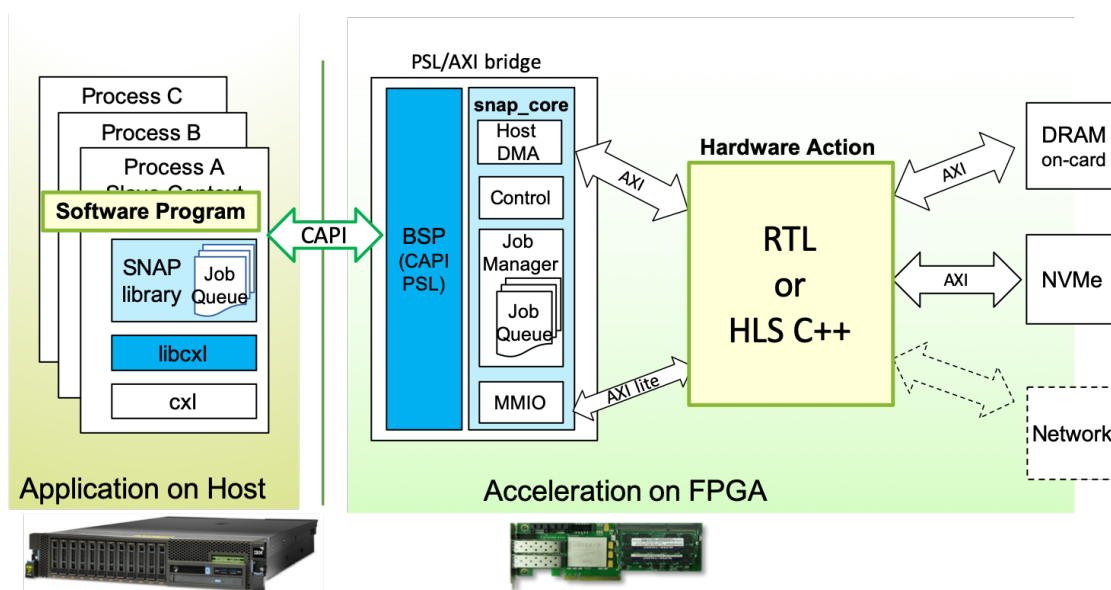 Process C
Process B
Process A
Slave Context
Software Program
SNAP
library
Job
Queue
libcxl
cxl
Application on Host
CAPI
PSL/AXI bridge
BSP
(CAPI
PSL)
snap_core
Host
DMA
Control
Job
Manager
Job
Queue
MMIO
AXI
AXI lite
Hardware Action
RTL
or
HLS C++
AXI
AXI
DRAM
on-card
NVMe
Network
Acceleration on FPGA